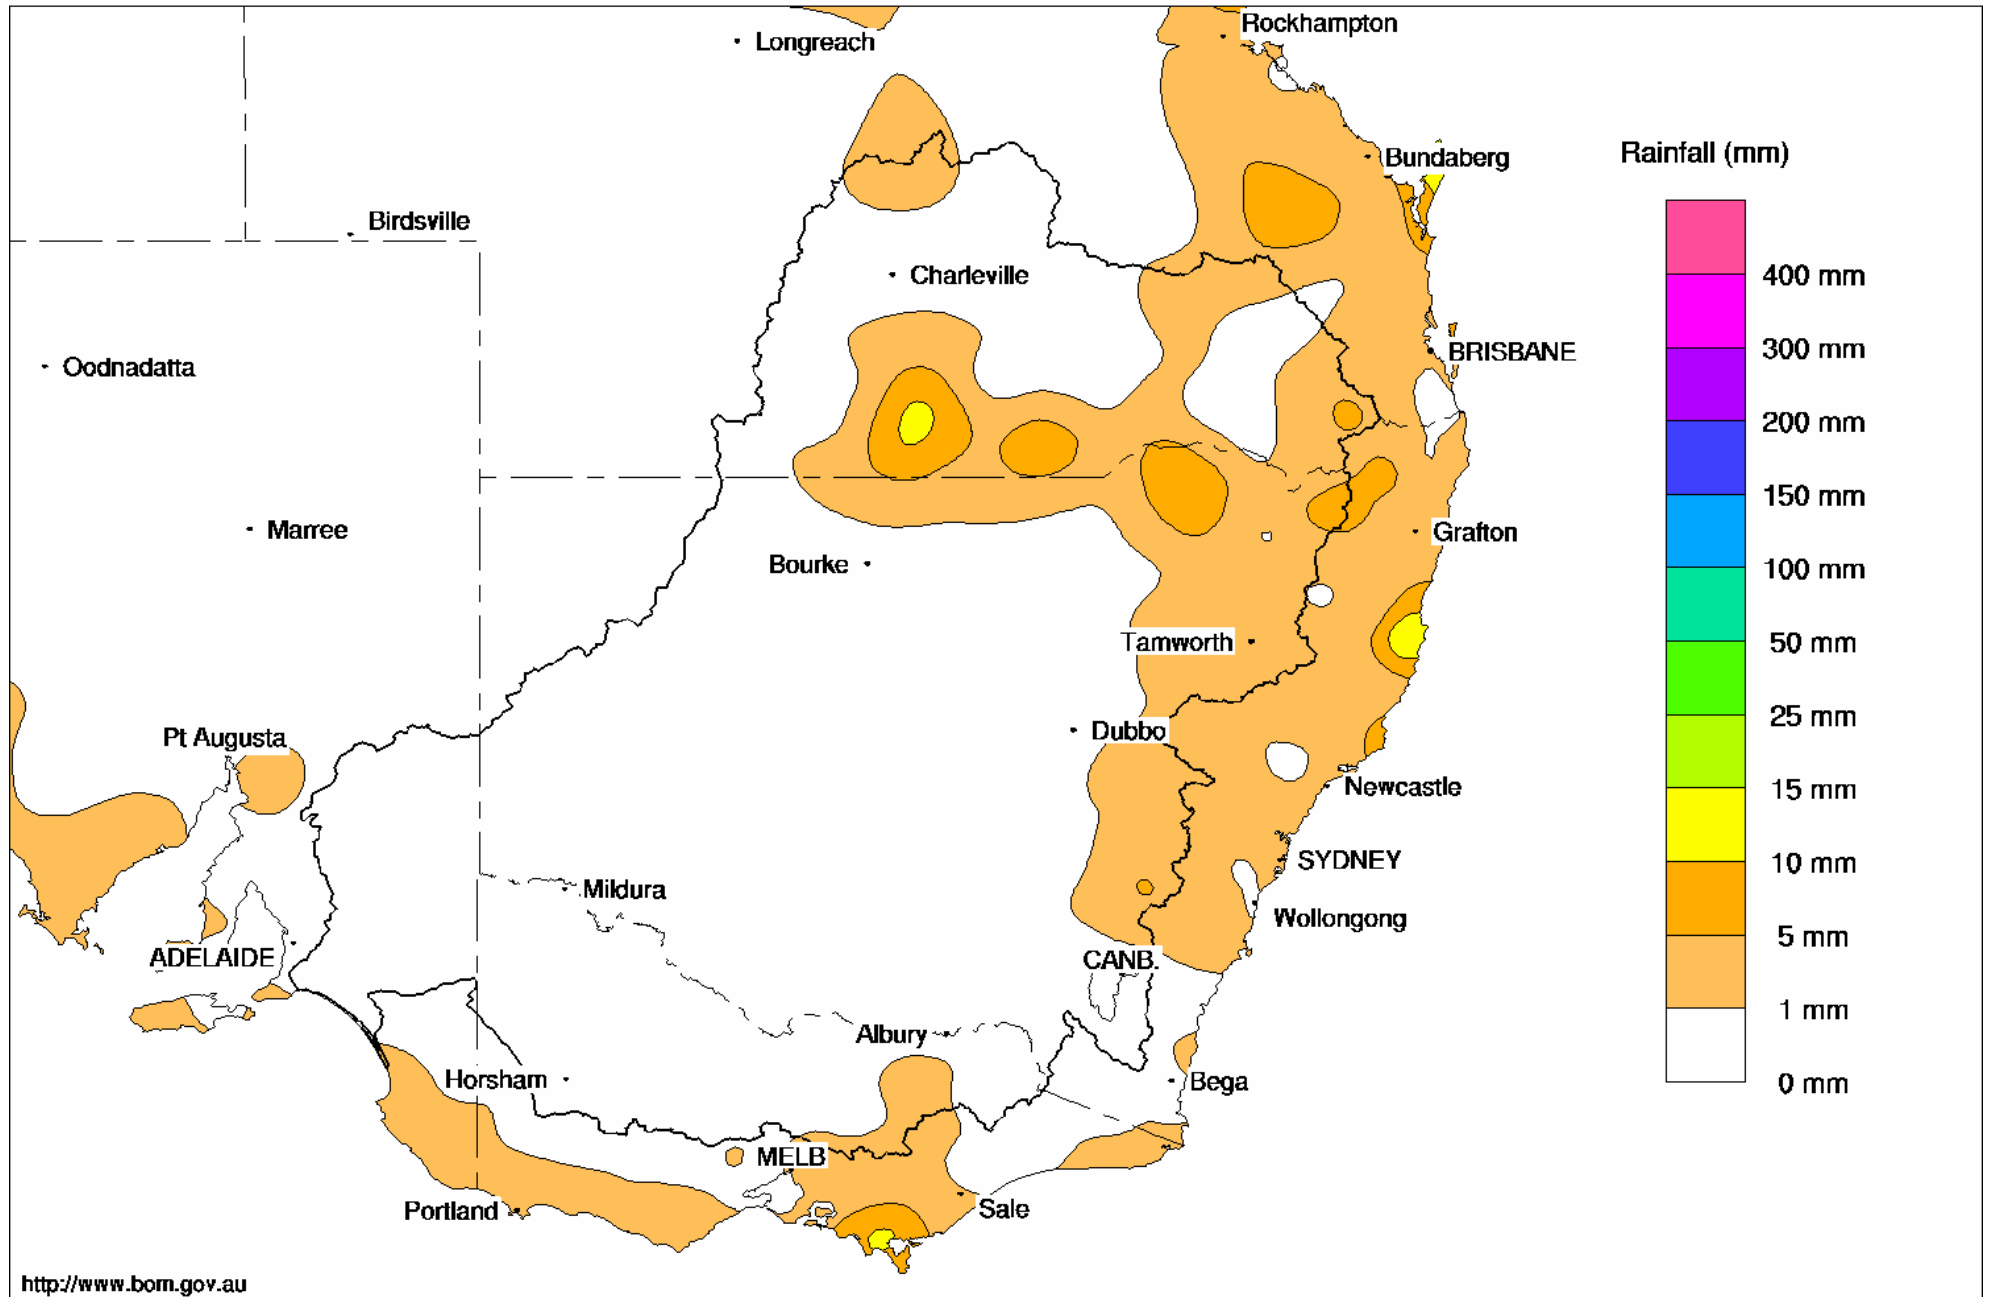 Rockhampton
Longreach
Rainfall (mm)
Bundaberg
Birdsville
Charleville
400 mm
300 mm
BRISBANE
Oodnadatta
200 mm
150 mm
Marree
Grafton
Bourke
100 mm
Tamworth
50 mm
25 mm
Pt Augusta
Dubbo
Newcastle
15 mm
SYDNEY
10 mm
Mildura
Wollongong
5 mm
ADELAIDE
CANB.
1 mm
Albury
Horsham
Bega
0 mm
MELB
Portland
Sale
http://www.bom.gov.au